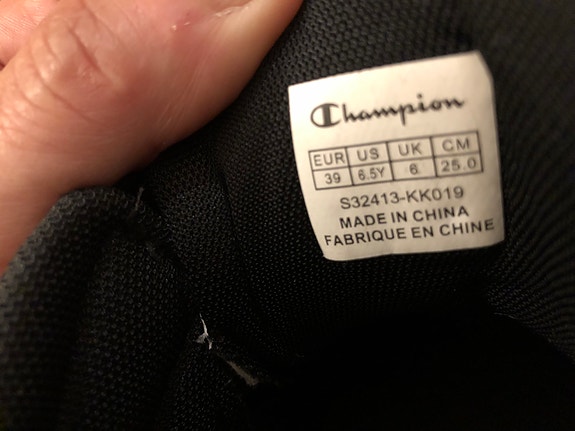 Champion
EUR US UK CM
39 6.5Y 6 25.0
S32413-KK019
MADE IN CHINA
FABRIQUE EN CHINE